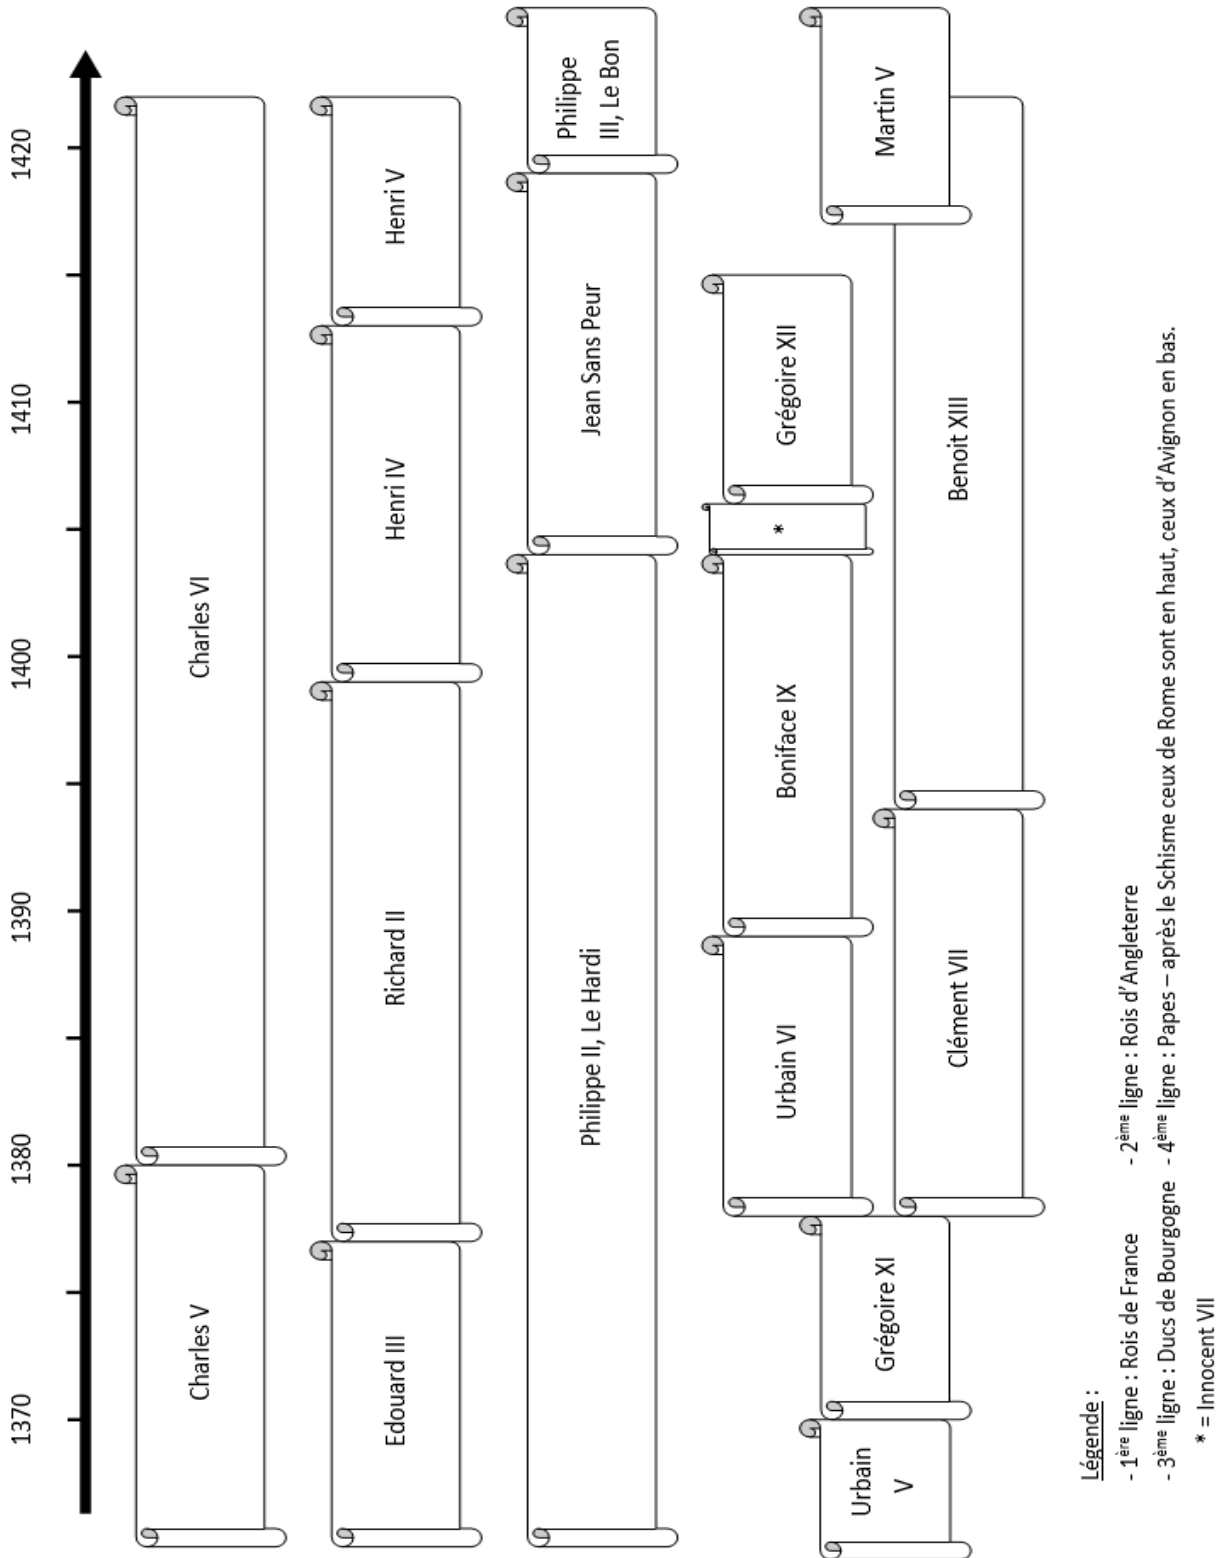 1370 1380 1390 1400 1410 1420
Charles V
Charles VI
Edouard III
Richard II
Henri IV
Henri V
Philippe II, Le Hardi
Jean Sans Peur
Philippe
III, Le Bon
Urbain
V
Grégoire XI
Urbain VI
Boniface IX
*
Grégoire XII
Martin V
Clément VII
Benoit XIII
Légende :
- 1ère ligne : Rois de France - 2ème ligne : Rois d’Angleterre
- 3ème ligne : Ducs de Bourgogne - 4ème ligne : Papes – après le Schisme ceux de Rome sont en haut, ceux d’Avignon en bas.
* = Innocent VII